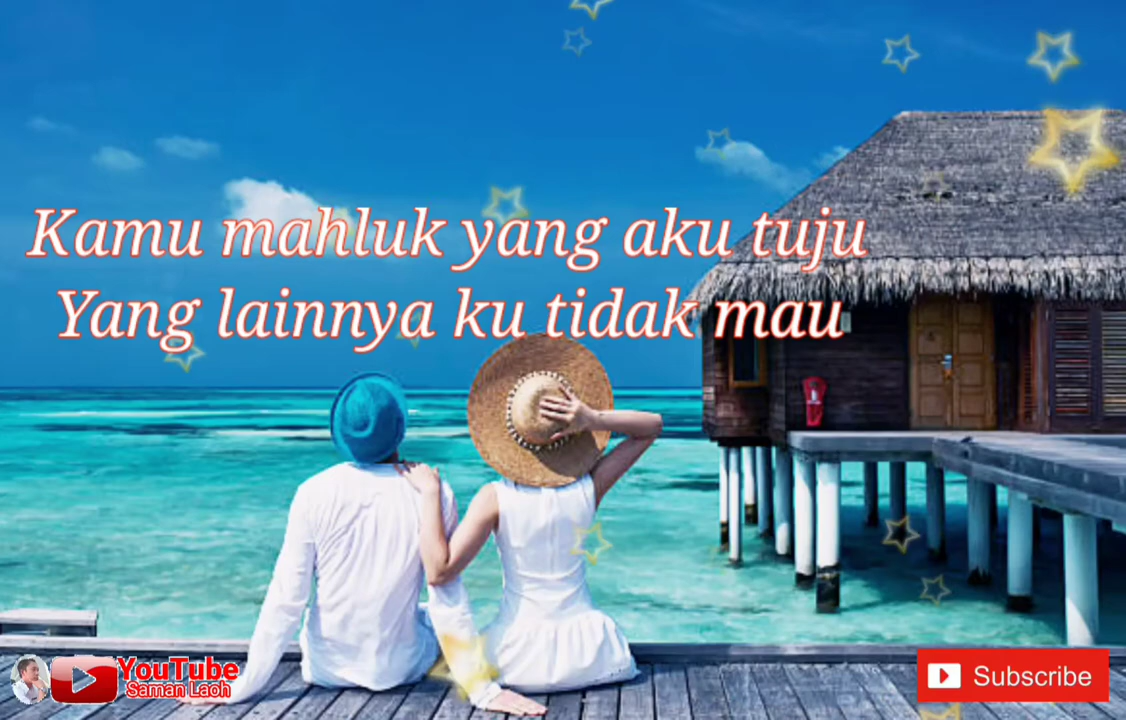 Kamu mahluk yang aku tuju
Yang lainnya ku tidak mau
YouTube
Saman Laoh
Subscribe